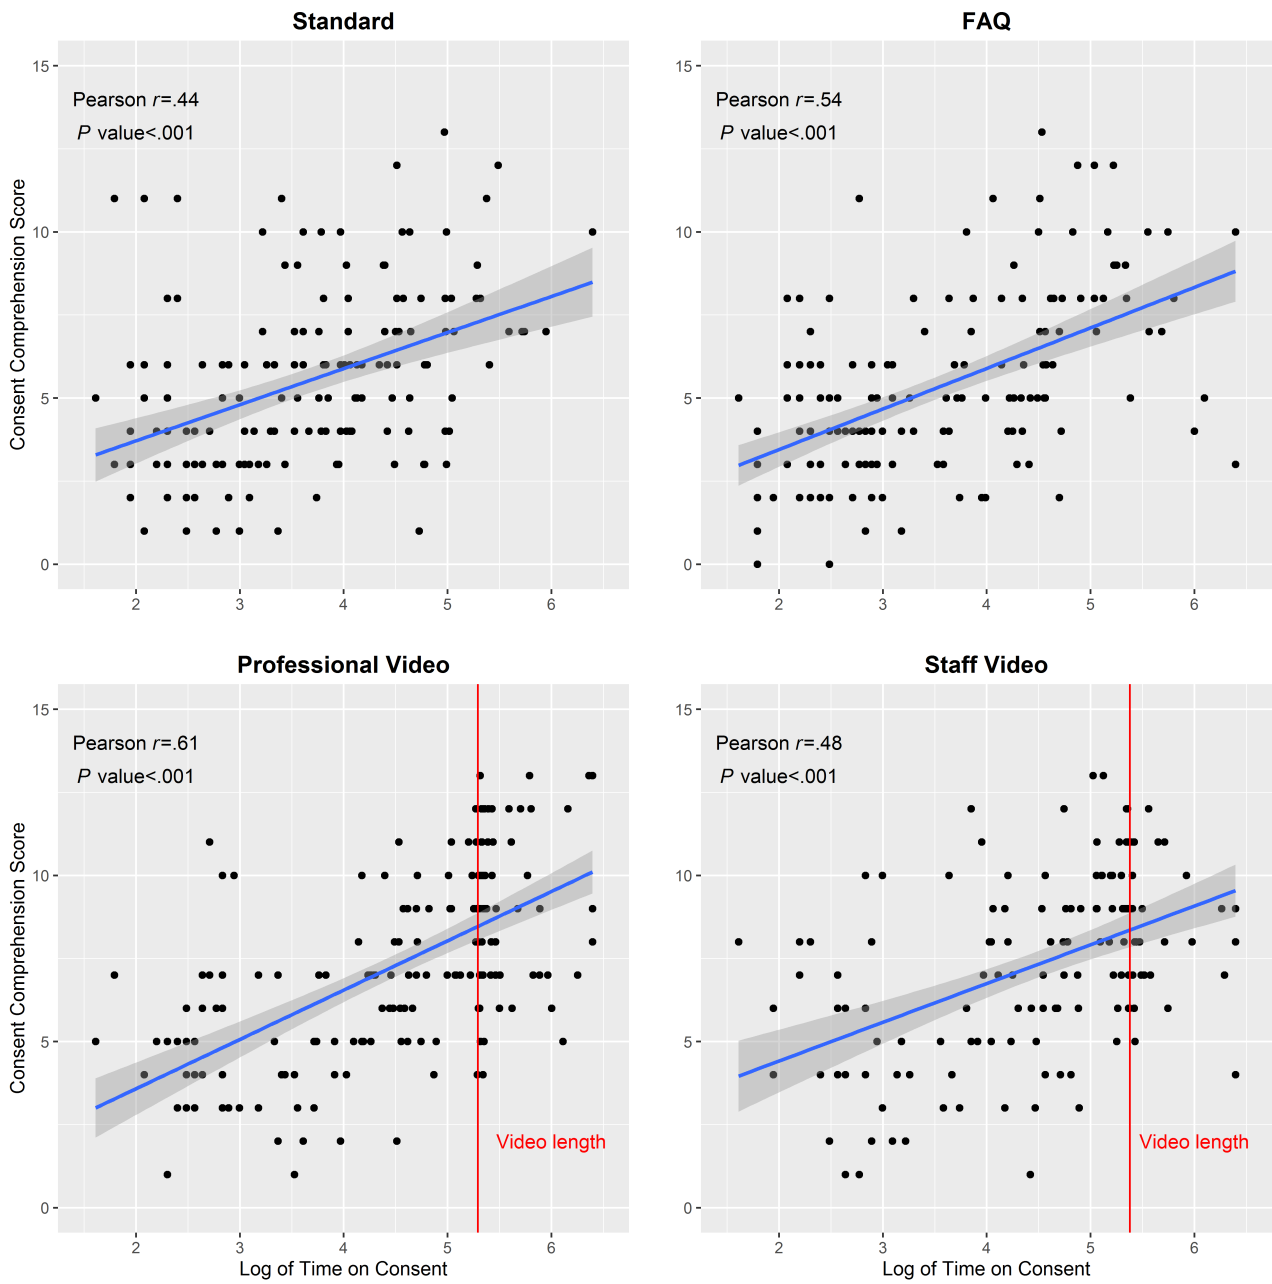 Standard
FAQ
Pearson r=.44
P value<.001
Pearson r=.54
P value<.001
Consent Comprehension Score
15
10
5
0
15
10
5
0
2 3 4 5 6
2 3 4 5 6
Professional Video
Staff Video
Pearson r=.61
P value<.001
Pearson r=.48
P value<.001
Consent Comprehension Score
15
10
5
0
15
10
5
0
Video length
Video length
2 3 4 5 6
2 3 4 5 6
Log of Time on Consent
Log of Time on Consent